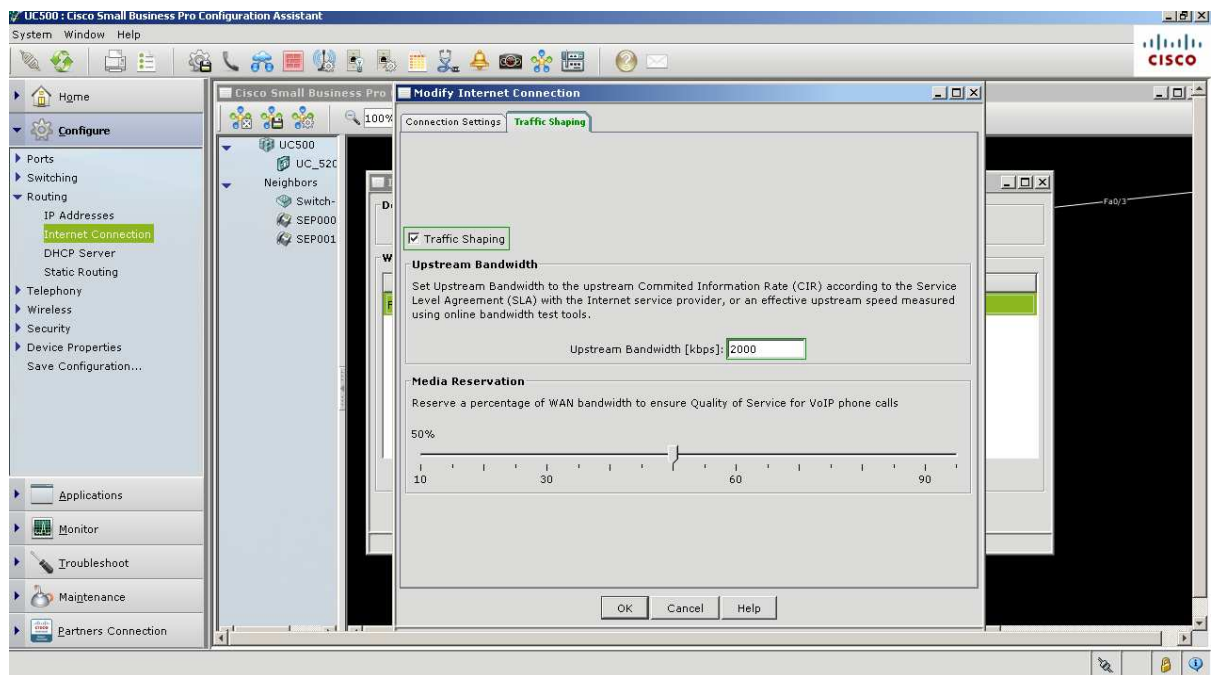 UC500 : Cisco Small Business Pro Configuration Assistant
System Window Help
CISCO
Home
Configure
Ports
Switching
Routing
IP Addresses
Internet Connection
DHCP Server
Static Routing
Telephony
Wireless
Security
Device Properties
Save Configuration...
Applications
Monitor
Troubleshoot
Maintenance
Partners Connection
Cisco Small Business Pro
100%
UC500
UC_520
Neighbors
Switch-
SEP000
SEP001
Fa0/3
Modify Internet Connection
Connection Settings Traffic Shaping
Traffic Shaping
Upstream Bandwidth
Set Upstream Bandwidth to the upstream Commited Information Rate (CIR) according to the Service
Level Agreement (SLA) with the Internet service provider, or an effective upstream speed measured
using online bandwidth test tools.
Upstream Bandwidth [kbps]: 2000
Media Reservation
Reserve a percentage of WAN bandwidth to ensure Quality of Service for VoIP phone calls
50%
10 30 60 90
OK Cancel Help